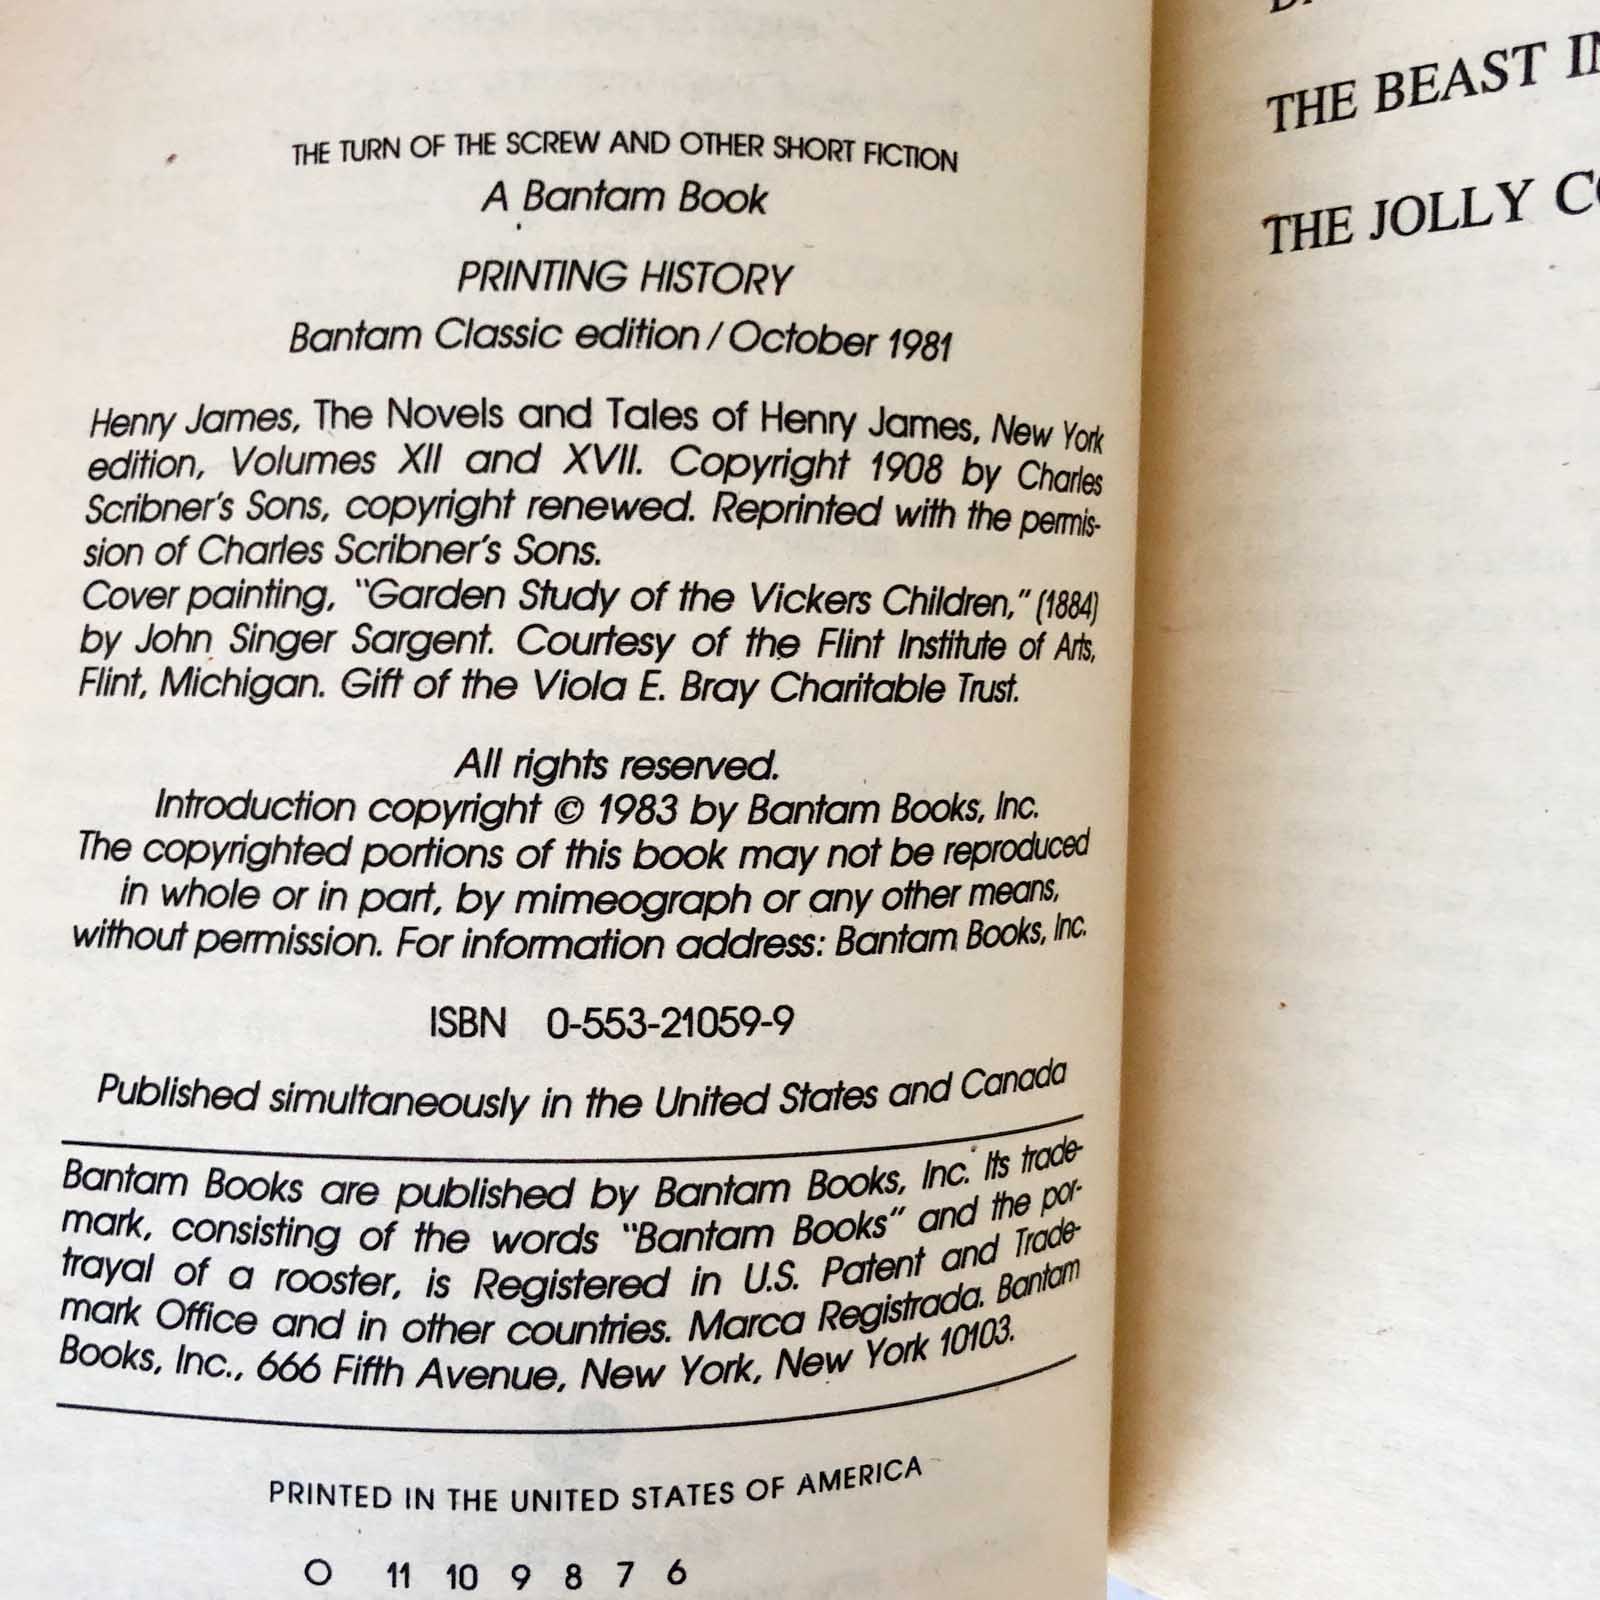 THE TURN OF THE SCREW AND OTHER SHORT FICTION
A Bantam Book
PRINTING HISTORY
Bantam Classic edition / October 1981
Henry James, The Novels and Tales of Henry James, New York
edition, Volumes XII and XVII. Copyright 1908 by Charles
Scribner's Sons, copyright renewed. Reprinted with the permis-
sion of Charles Scribner's Sons.
Cover painting, "Garden Study of the Vickers Children," (1884)
by John Singer Sargent. Courtesy of the Flint Institute of Arts,
Flint, Michigan. Gift of the Viola E. Bray Charitable Trust.
All rights reserved.
Introduction copyright © 1983 by Bantam Books, Inc.
The copyrighted portions of this book may not be reproduced
in whole or in part, by mimeograph or any other means,
without permission. For information address: Bantam Books, Inc.
ISBN 0-553-21059-9
Published simultaneously in the United States and Canada
Bantam Books are published by Bantam Books, Inc. Its trade-
mark, consisting of the words "Bantam Books" and the por-
trayal of a rooster, is Registered in U.S. Patent and Trade-
mark Office and in other countries. Marca Registrada. Bantam
Books, Inc., 666 Fifth Avenue, New York, New York 10103.
PRINTED IN THE UNITED STATES OF AMERICA
O 11 10 9 8 7 6
THE BEAST
THE JOLLY